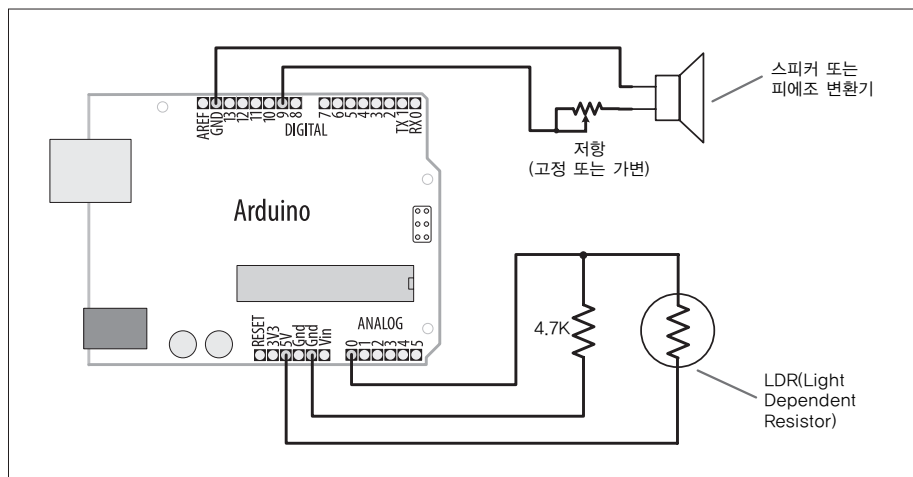 스피커 또는
피에조 변환기
AREF
GND
13
12
11
10
9
8
7
6
5
4
3
2
TX 1
RX 0
DIGITAL
저항
(고정 또는 가변)
Arduino
RESET
3V3
5V
Gnd
Gnd
Vin
ANALOG
0
1
2
3
4
5
4.7K
LDR(Light
Dependent
Resistor)